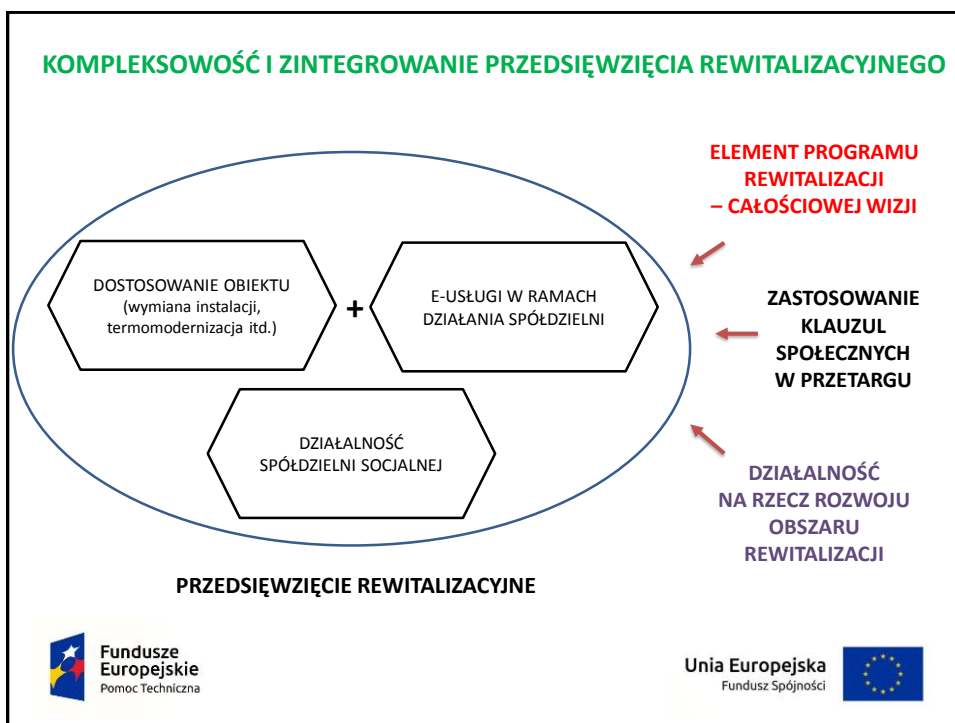 KOMPLEKSOWOŚĆ I ZINTEGROWANIE PRZEDSIĘWZIĘCIA REWITALIZACYJNEGO
ELEMENT PROGRAMU
REWITALIZACJI
– CAŁOŚCIOWEJ WIZJI
DOSTOSOWANIE OBIEKTU
(wymiana instalacji,
termomodernizacja itd.)
+
E-USŁUGI W RAMACH
DZIAŁANIA SPÓŁDZIELNI
ZASTOSOWANIE
KLAUZUL
SPOŁECZNYCH
W PRZETARGU
DZIAŁALNOŚĆ
SPÓŁDZIELNI SOCJALNEJ
DZIAŁALNOŚĆ
NA RZECZ ROZWOJU
OBSZARU
REWITALIZACJI
PRZEDSIĘWZIĘCIE REWITALIZACYJNE
Fundusze
Europejskie
Pomoc Techniczna
Unia Europejska
Fundusz Spójności